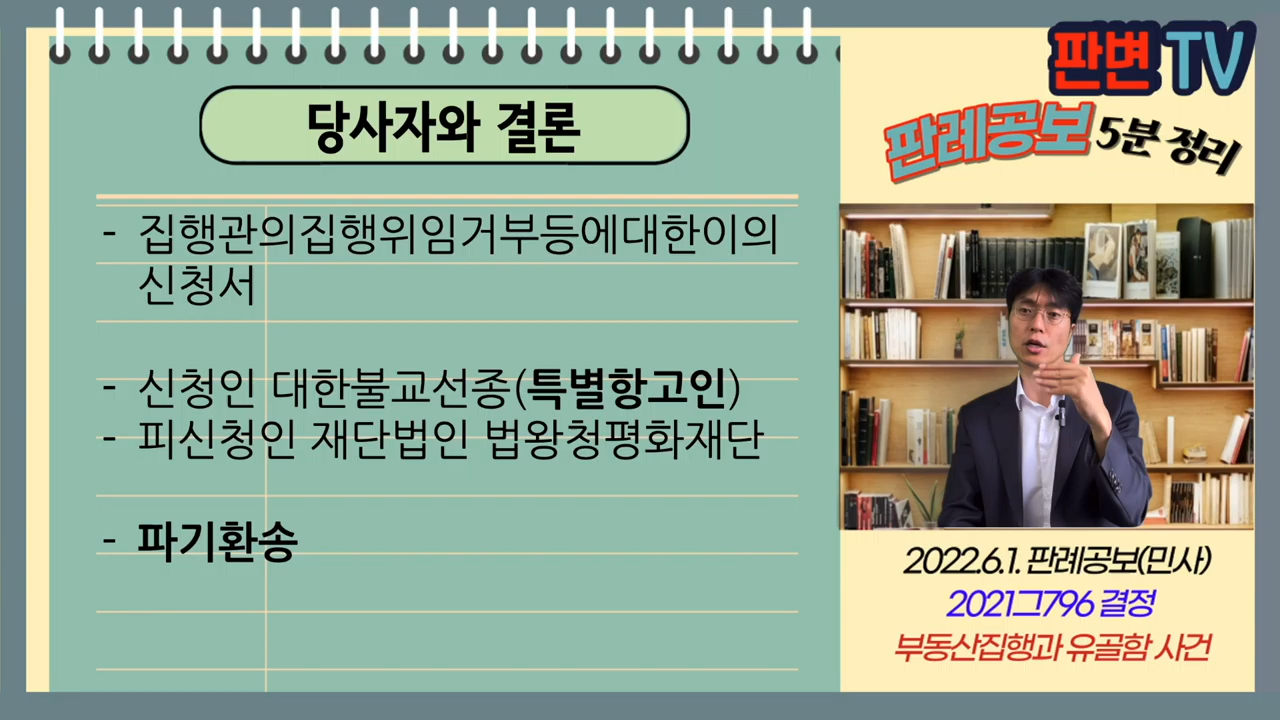 당사자와 결론
- 집행관의집행위임거부등에대한이의
신청서
- 신청인 대한불교선종(특별항고인)
- 피신청인 재단법인 법왕청평화재단
- 파기환송
판변 TV
판례공보 5분 정리
2022.6.1. 판례공보(민사)
2021그796 결정
부동산집행과 유골함 사건